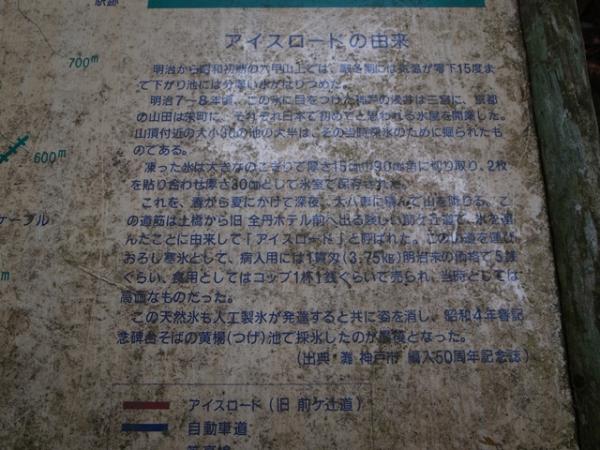 駅跡
700m
600m
ケーブル
m
アイスロードの由来
明治から昭和初期の六甲山上では、厳冬期には気温が零下15度ま
で下がり池には分厚い氷がはりつめた。
明治7〜8年頃、この氷に目をつけた神戸の は三宮に、京都
の山田は栄町に、それぞれ日本で初めてと思われる氷屋を開業した。
山頂付近の大小30の池の大半は、その当時採氷のために掘られたも
のである。
凍った氷は大きなのこぎりで厚さ15cm 30cm角に切り取り、2枚
を貼り合わせ厚さ30cmとして氷室で保存された。
これを、春から夏にかけて深夜、大八車に積んで山を降りる。こ
の道筋は土橋から旧 全丹ホテル前へ出る険しい前ケ辻道で、氷を運
んだことに由来して「アイスロード」と呼ばれた。この山道を運び
おろし寒氷として、病人用には1貫匁(3.75kg)明治末の価格で5銭
ぐらい、食用としてはコップ1杯1銭ぐらいで売られ、当時としては
高価なものだった。
この天然氷も人工製氷が発達すると共に姿を消し、昭和4年 記
念碑台そばの黄楊(つげ)池で採氷したのが最後となった。
(出典・灘 神戸市 編入50周年記念誌)
アイスロード(旧 前ケ辻道)
自動車道